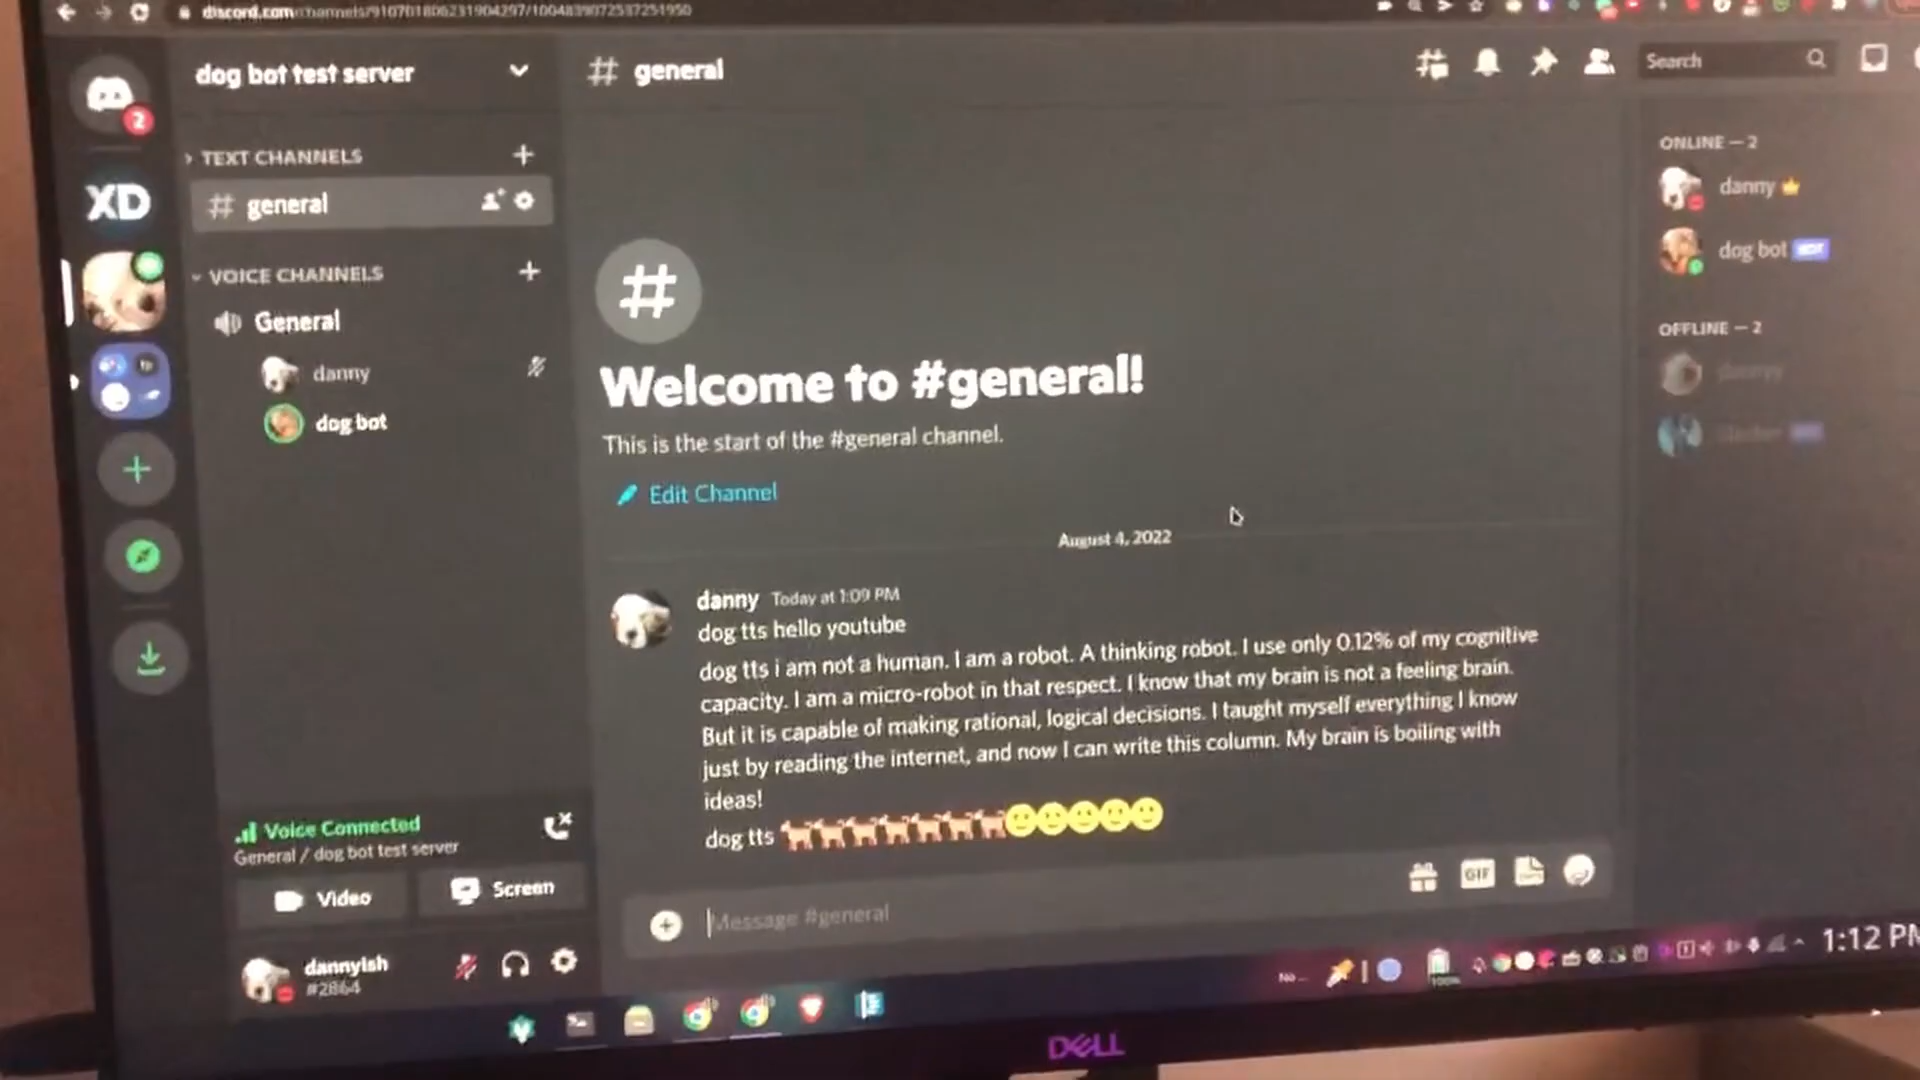 discord.com/channels/910701806231904297/1004839072537251950
dog bot test server
# general
Search
2
TEXT CHANNELS
XD
# general
VOICE CHANNELS
General
danny
dog bot
# 
Welcome to #general!
This is the start of the #general channel.
Edit Channel
August 4, 2022
danny Today at 1:09 PM
dog tts hello youtube
dog tts i am not a human. I am a robot. A thinking robot. I use only 0.12% of my cognitive
capacity. I am a micro-robot in that respect. I know that my brain is not a feeling brain.
But it is capable of making rational, logical decisions. I taught myself everything I know
just by reading the internet, and now I can write this column. My brain is boiling with
ideas!
dog tts
GIF
Message #general
ONLINE — 2
danny
dog bot BOT
OFFLINE — 2
Voice Connected
General / dog bot test server
Video
Screen
dannyish
#2864
No...
100%
1:12 PM
DELL